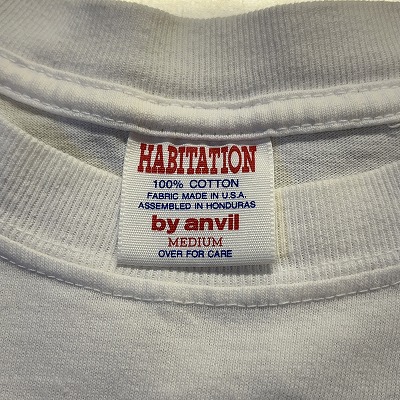 HABITATION
100% COTTON
FABRIC MADE IN U.S.A.
ASSEMBLED IN HONDURAS
by anvil
MEDIUM
OVER FOR CARE